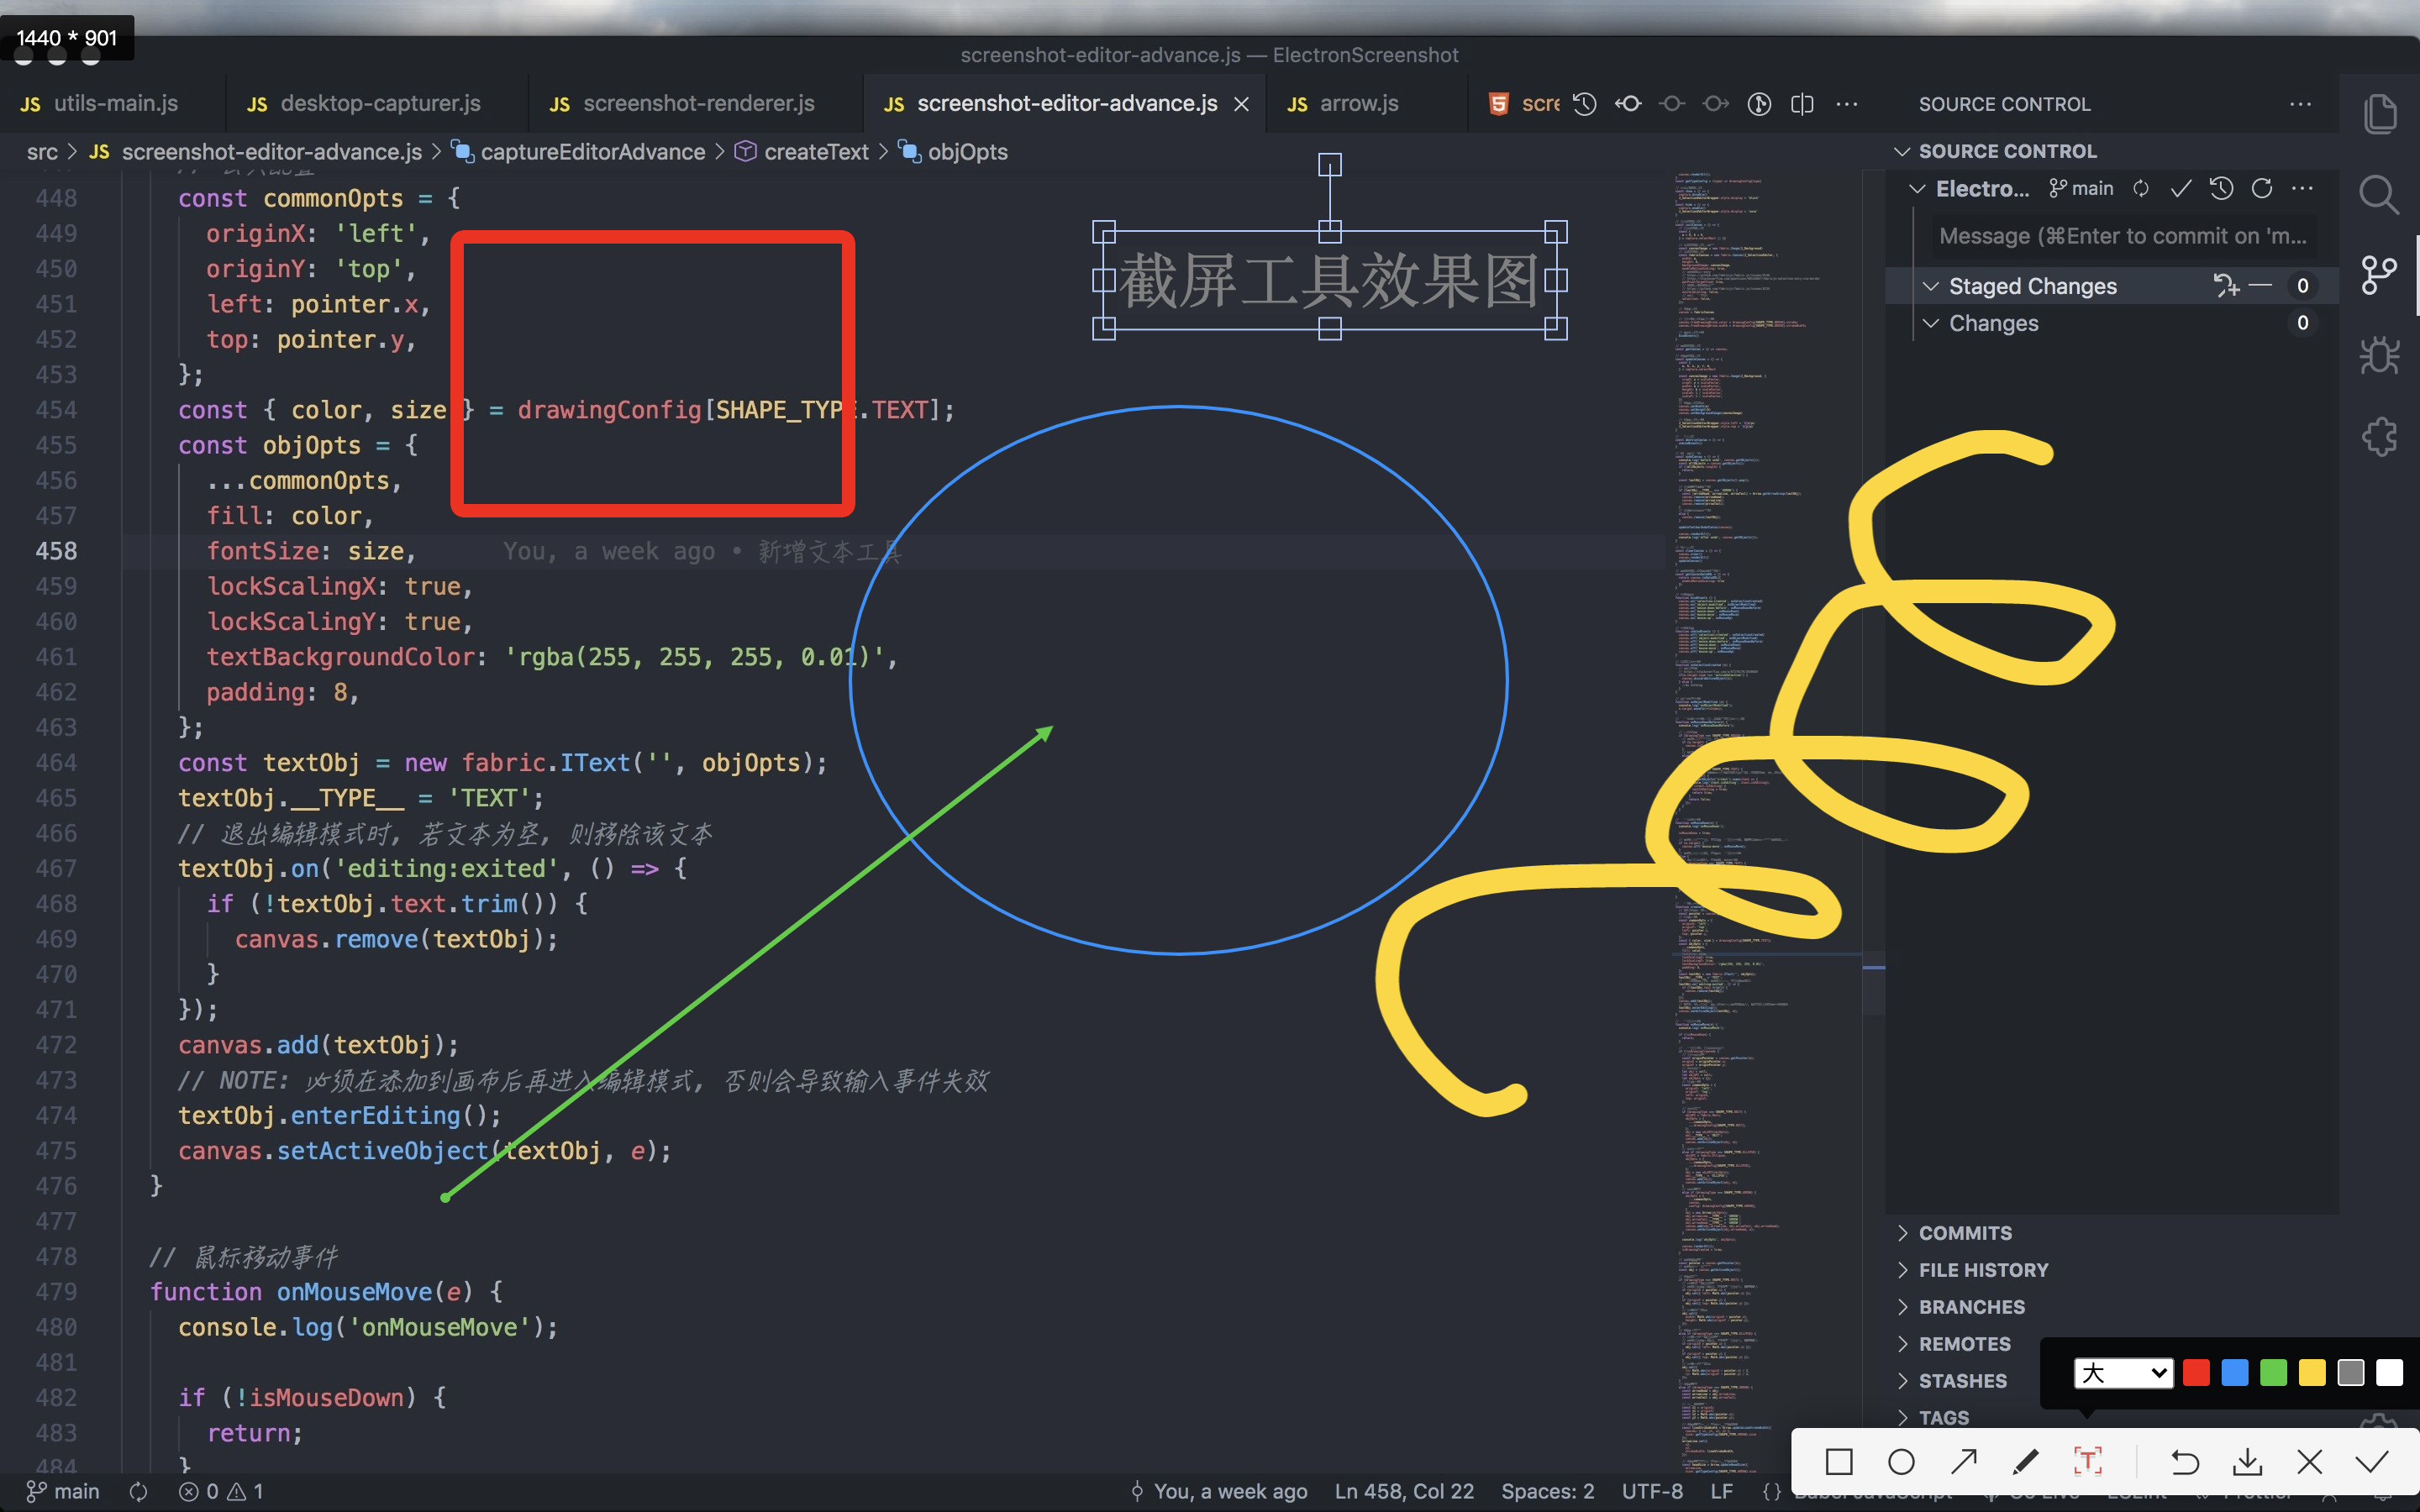 1440 * 901
screenshot-editor-advance.js — ElectronScreenshot
JS utils-main.js
JS desktop-capturer.js
JS screenshot-renderer.js
JS screenshot-editor-advance.js
JS arrow.js
scre
SOURCE CONTROL
src > JS screenshot-editor-advance.js > captureEditorAdvance > createText > objOpts
448 const commonOpts = {
449 originX: 'left',
450 originY: 'top',
451 left: pointer.x,
452 top: pointer.y,
453 };
454 const { color, size } = drawingConfig[SHAPE_TYPE.TEXT];
455 const objOpts = {
456 ...commonOpts,
457 fill: color,
458 fontSize: size, You, a week ago • 新增文本工具
459 lockScalingX: true,
460 lockScalingY: true,
461 textBackgroundColor: 'rgba(255, 255, 255, 0.01)',
462 padding: 8,
463 };
464 const textObj = new fabric.IText('', objOpts);
465 textObj.__TYPE__ = 'TEXT';
466 // 退出编辑模式时, 若文本为空, 则移除该文本
467 textObj.on('editing:exited', () => {
468 if (!textObj.text.trim()) {
469 canvas.remove(textObj);
470 }
471 });
472 canvas.add(textObj);
473 // NOTE: 必须在添加到画布后再进入编辑模式, 否则会导致输入事件失效
474 textObj.enterEditing();
475 canvas.setActiveObject(textObj, e);
476 }
477
478 // 鼠标移动事件
479 function onMouseMove(e) {
480 console.log('onMouseMove');
481
482 if (!isMouseDown) {
483 return;
484 }
截屏工具效果图
SOURCE CONTROL
Electro... main
Message (⌘Enter to commit on 'm...
Staged Changes 0
Changes 0
COMMITS
FILE HISTORY
BRANCHES
REMOTES
STASHES
TAGS
大
T
main 0 1
You, a week ago Ln 458, Col 22 Spaces: 2 UTF-8 LF {}